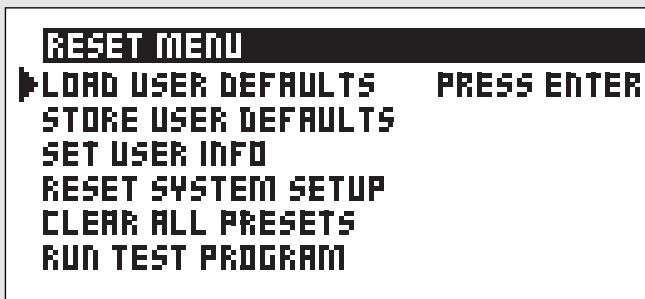 RESET MENU
LOAD USER DEFAULTS PRESS ENTER
STORE USER DEFAULTS
SET USER INFO
RESET SYSTEM SETUP
CLEAR ALL PRESETS
RUN TEST PROGRAM